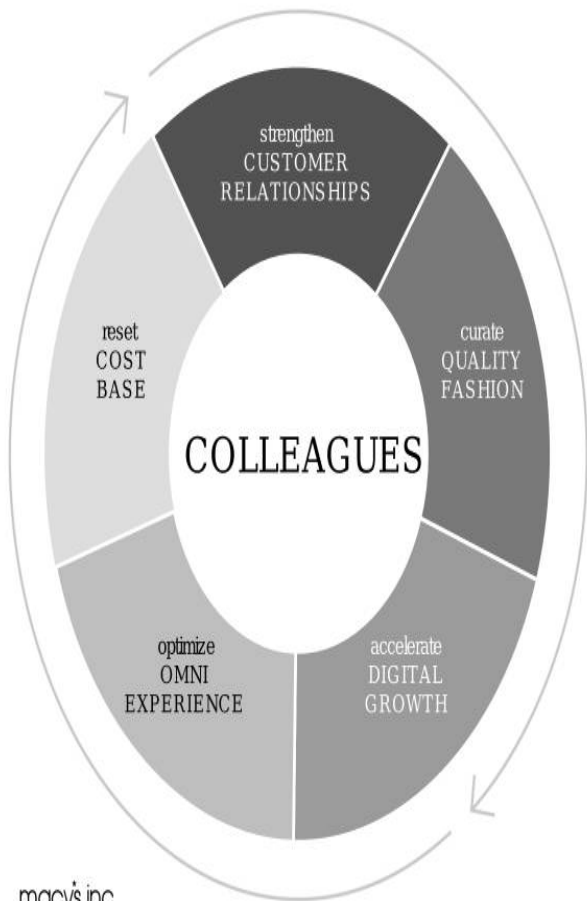 strengthen
CUSTOMER
RELATIONSHIPS
curate
QUALITY
FASHION
accelerate
DIGITAL
GROWTH
optimize
OMNI
EXPERIENCE
reset
COST
BASE
COLLEAGUES
macy's inc